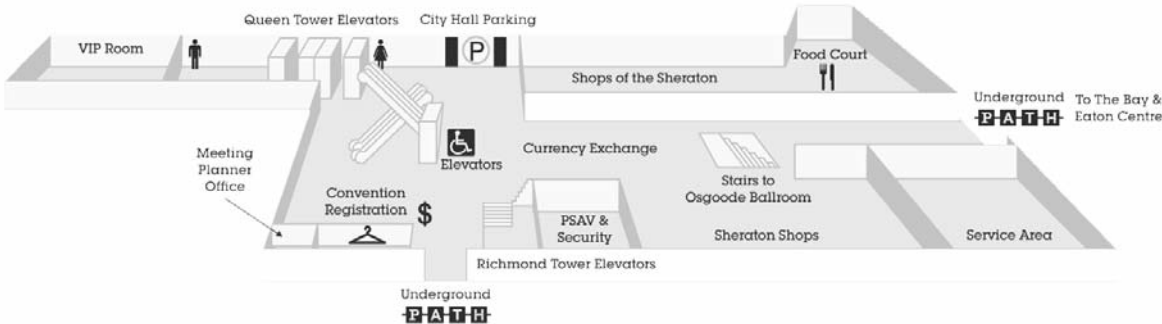 Queen Tower Elevators
City Hall Parking
VIP Room
P
Food Court
Shops of the Sheraton
Underground
PATH
To The Bay &
Eaton Centre
Meeting
Planner
Office
Elevators
Currency Exchange
Convention
Registration
$
Stairs to
Osgoode Ballroom
PSAV &
Security
Sheraton Shops
Service Area
Richmond Tower Elevators
Underground
PATH